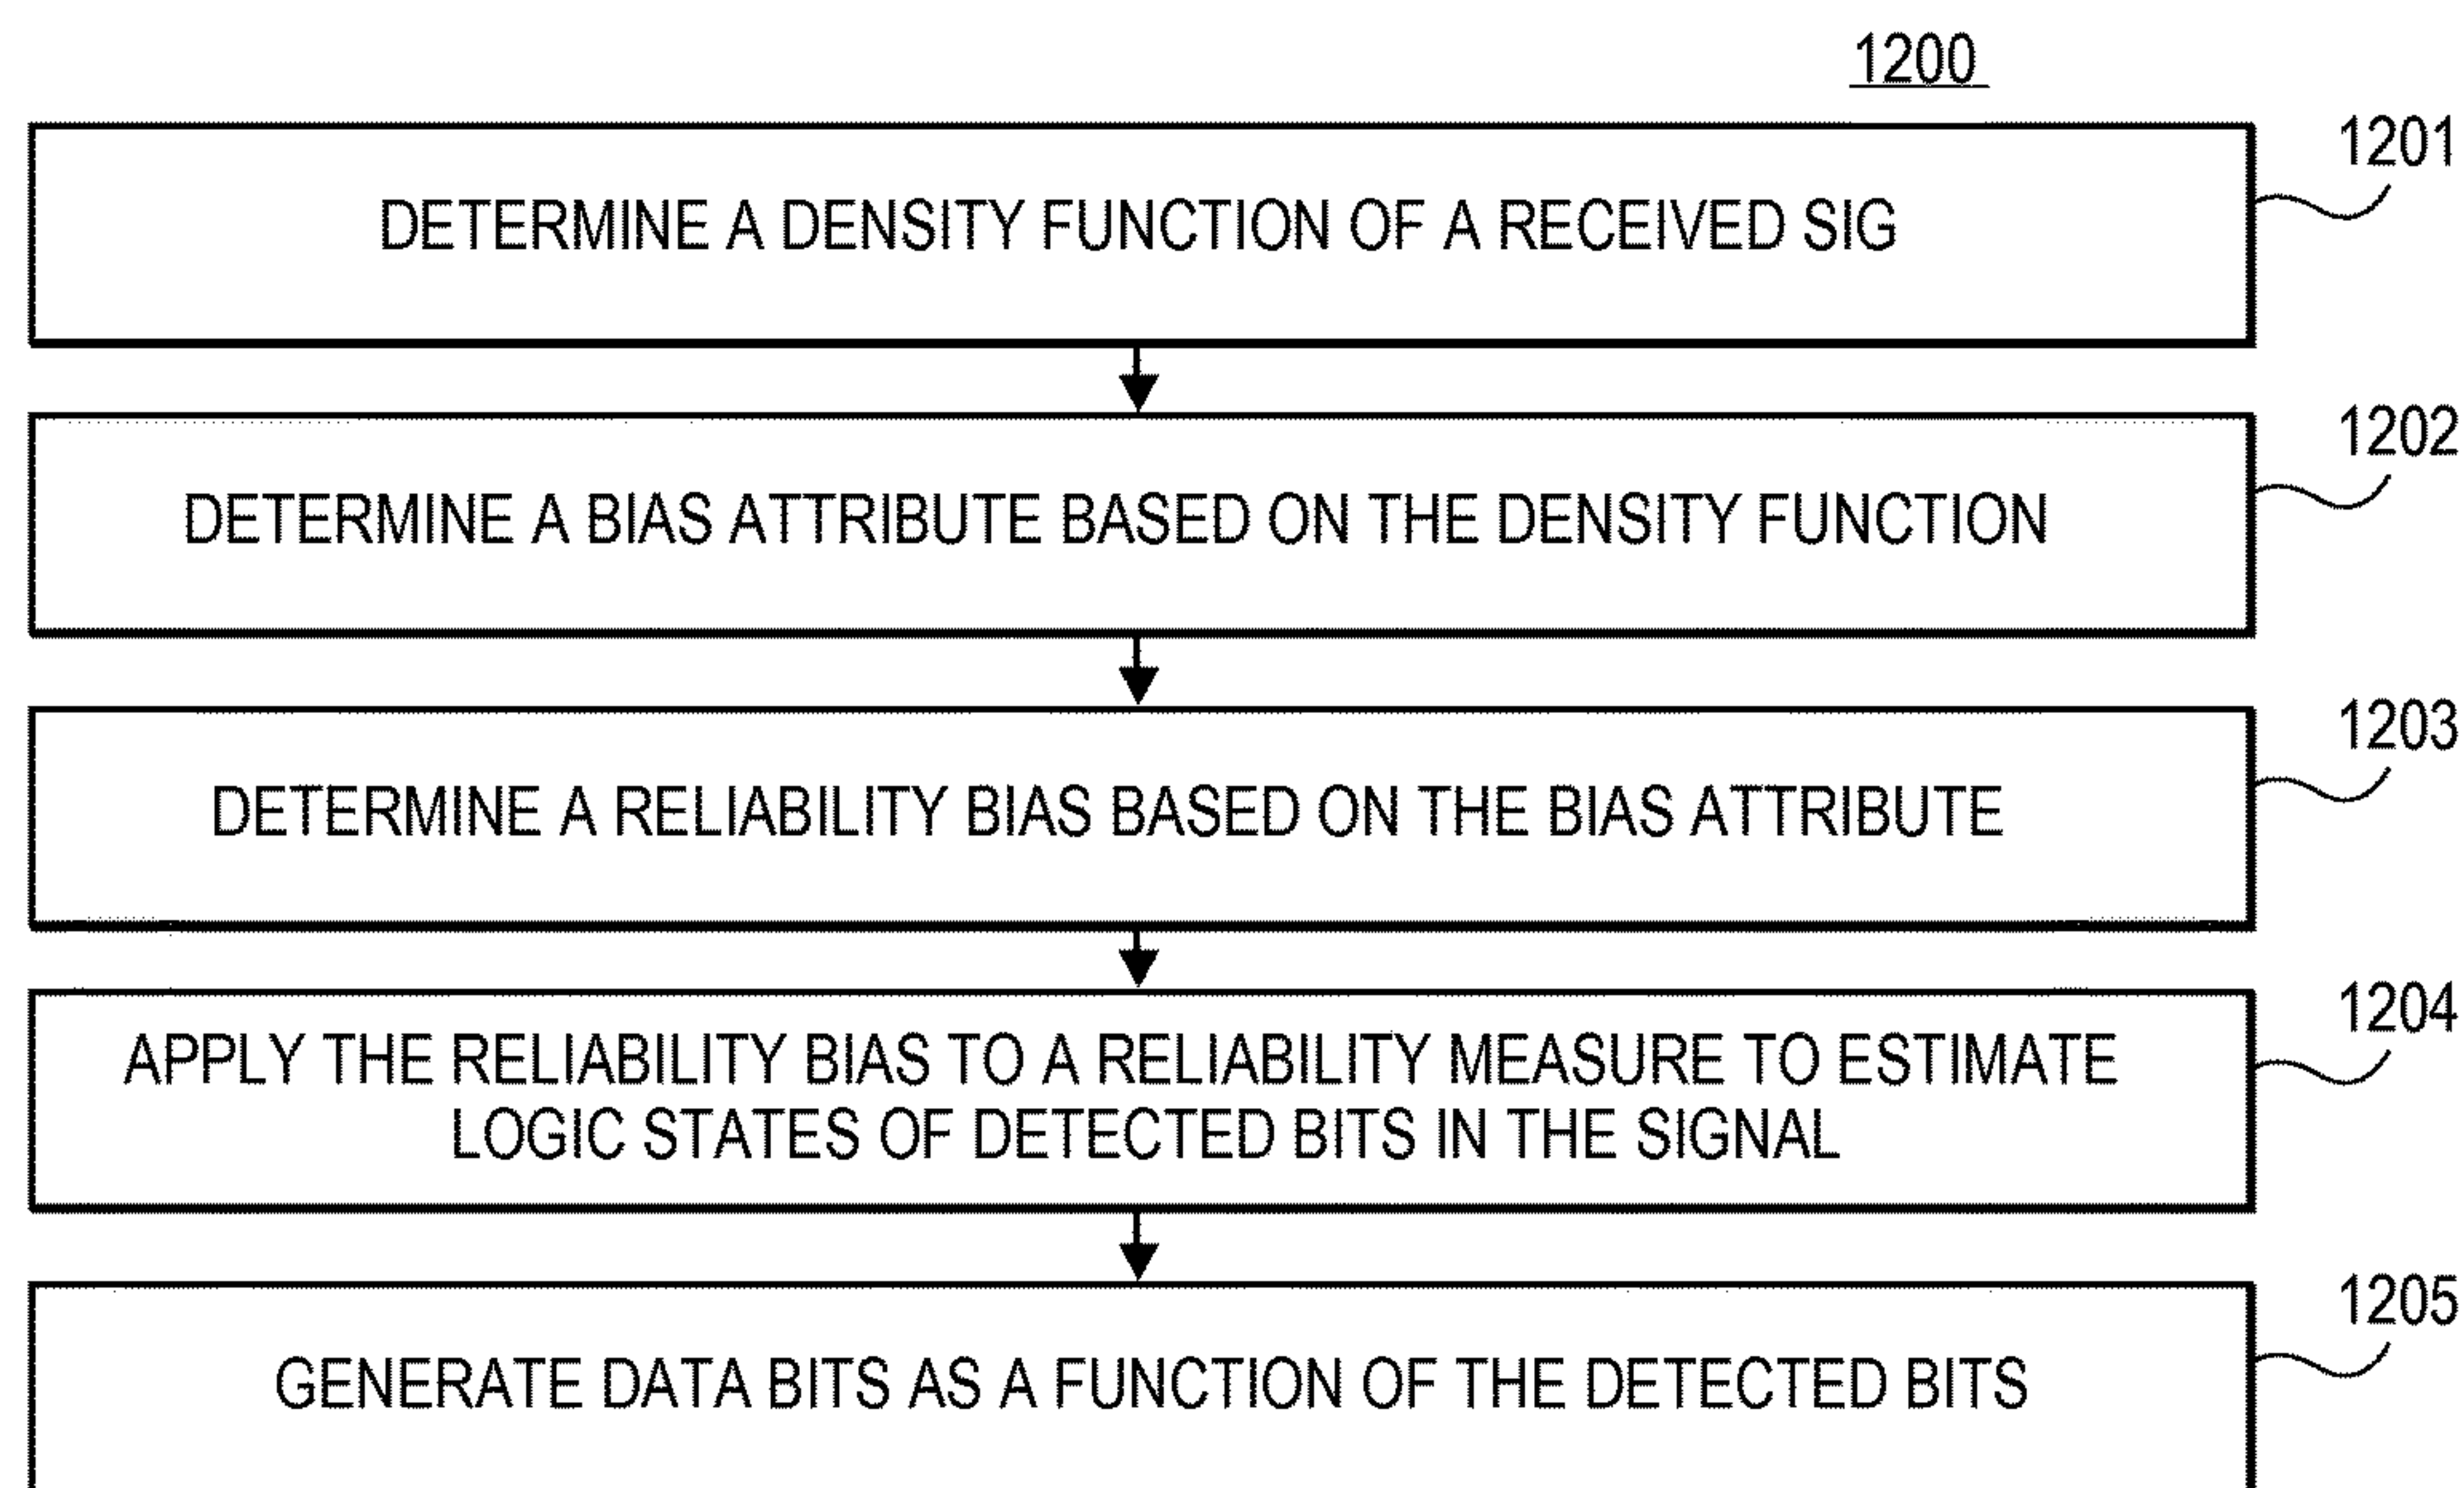 1200
DETERMINE A DENSITY FUNCTION OF A RECEIVED SIG
1201
DETERMINE A BIAS ATTRIBUTE BASED ON THE DENSITY FUNCTION
1202
DETERMINE A RELIABILITY BIAS BASED ON THE BIAS ATTRIBUTE
1203
APPLY THE RELIABILITY BIAS TO A RELIABILITY MEASURE TO ESTIMATE
LOGIC STATES OF DETECTED BITS IN THE SIGNAL
1204
GENERATE DATA BITS AS A FUNCTION OF THE DETECTED BITS
1205